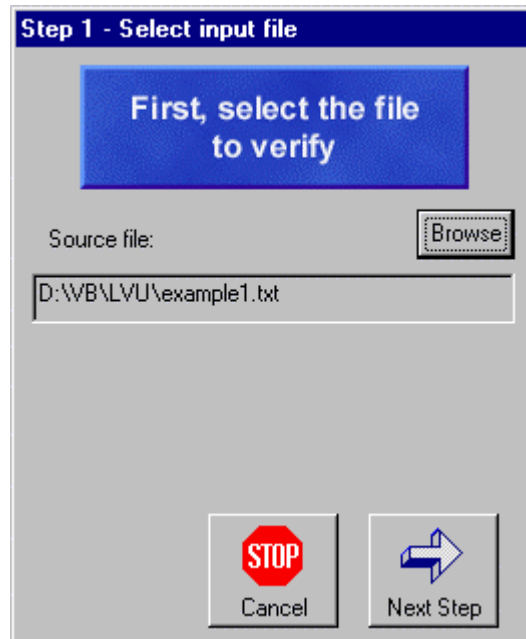 Step 1 - Select input file
First, select the file
to verify
Browse
Source file:
D:\VB\LVU\example1.txt
STOP
Cancel
Next Step